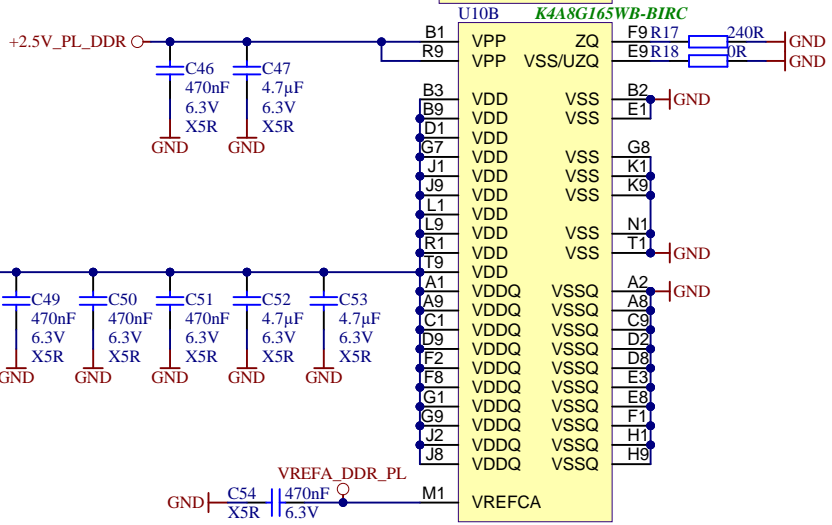 U10B K4A8G165WB-BIRC
+2.5V_PL_DDR
B1 VPP ZQ F9 R17 240R GND
R9 VPP VSS/UZQ E9 R18 0R GND
C46 470nF 6.3V X5R GND
C47 4.7µF 6.3V X5R GND
B3 VDD VSS B2 GND
B9 VDD VSS E1
D1 VDD
G7 VDD VSS G8
J1 VDD VSS K1
J9 VDD VSS K9
L1 VDD
L9 VDD VSS N1
R1 VDD VSS T1 GND
T9 VDD
A1 VDDQ VSSQ A2 GND
A9 VDDQ VSSQ A8
C1 VDDQ VSSQ C9
D9 VDDQ VSSQ D2
F2 VDDQ VSSQ D8
F8 VDDQ VSSQ E3
G1 VDDQ VSSQ E8
G9 VDDQ VSSQ F1
J2 VDDQ VSSQ H1
J8 VDDQ VSSQ H9
C49 470nF 6.3V X5R GND
C50 470nF 6.3V X5R GND
C51 470nF 6.3V X5R GND
C52 4.7µF 6.3V X5R GND
C53 4.7µF 6.3V X5R GND
VREFA_DDR_PL
GND C54 470nF M1 VREFCA
X5R 6.3V